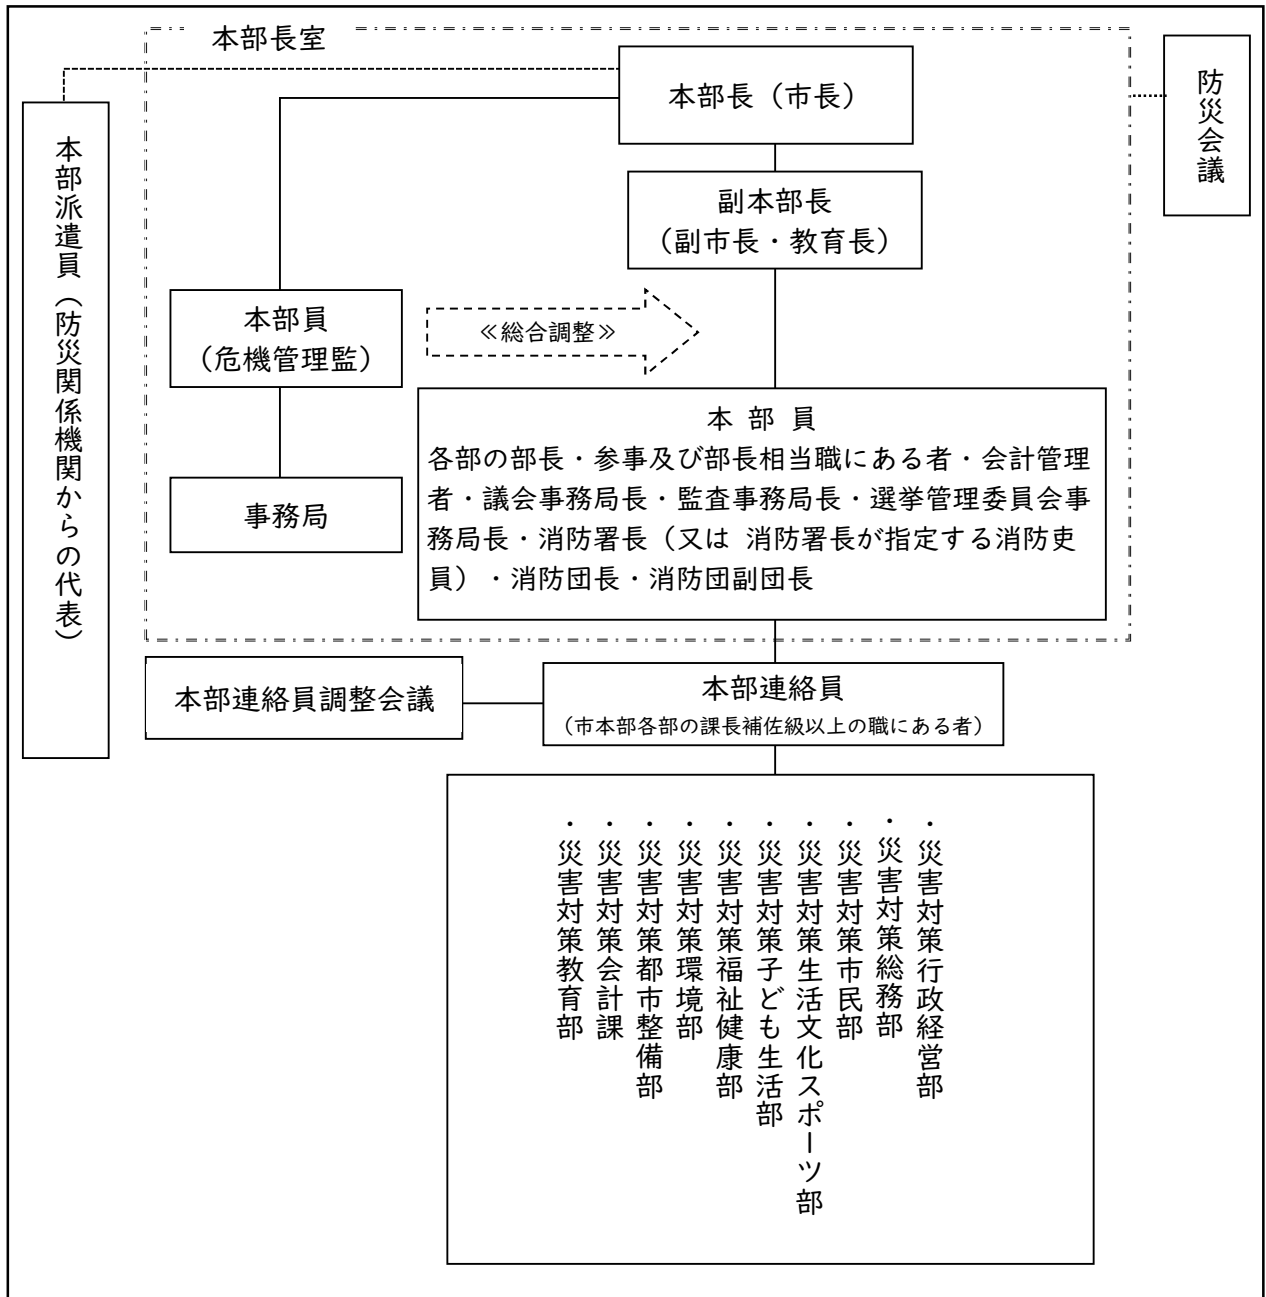 本部長室
本部長（市長）
防災会議
本部派遣員（防災関係機関からの代表）
副本部長
（副市長・教育長）
本部員
（危機管理監）
≪総合調整≫
事務局
本 部 員
各部の部長・参事及び部長相当職にある者・会計管理
者・議会事務局長・監査事務局長・選挙管理委員会事
務局長・消防署長（又は 消防署長が指定する消防吏
員）・消防団長・消防団副団長
本部連絡員調整会議
本部連絡員
（市本部各部の課長補佐級以上の職にある者）
・災害対策行政経営部
・災害対策総務部
・災害対策市民部
・災害対策生活文化スポーツ部
・災害対策子ども生活部
・災害対策福祉健康部
・災害対策環境部
・災害対策都市整備部
・災害対策会計課
・災害対策教育部